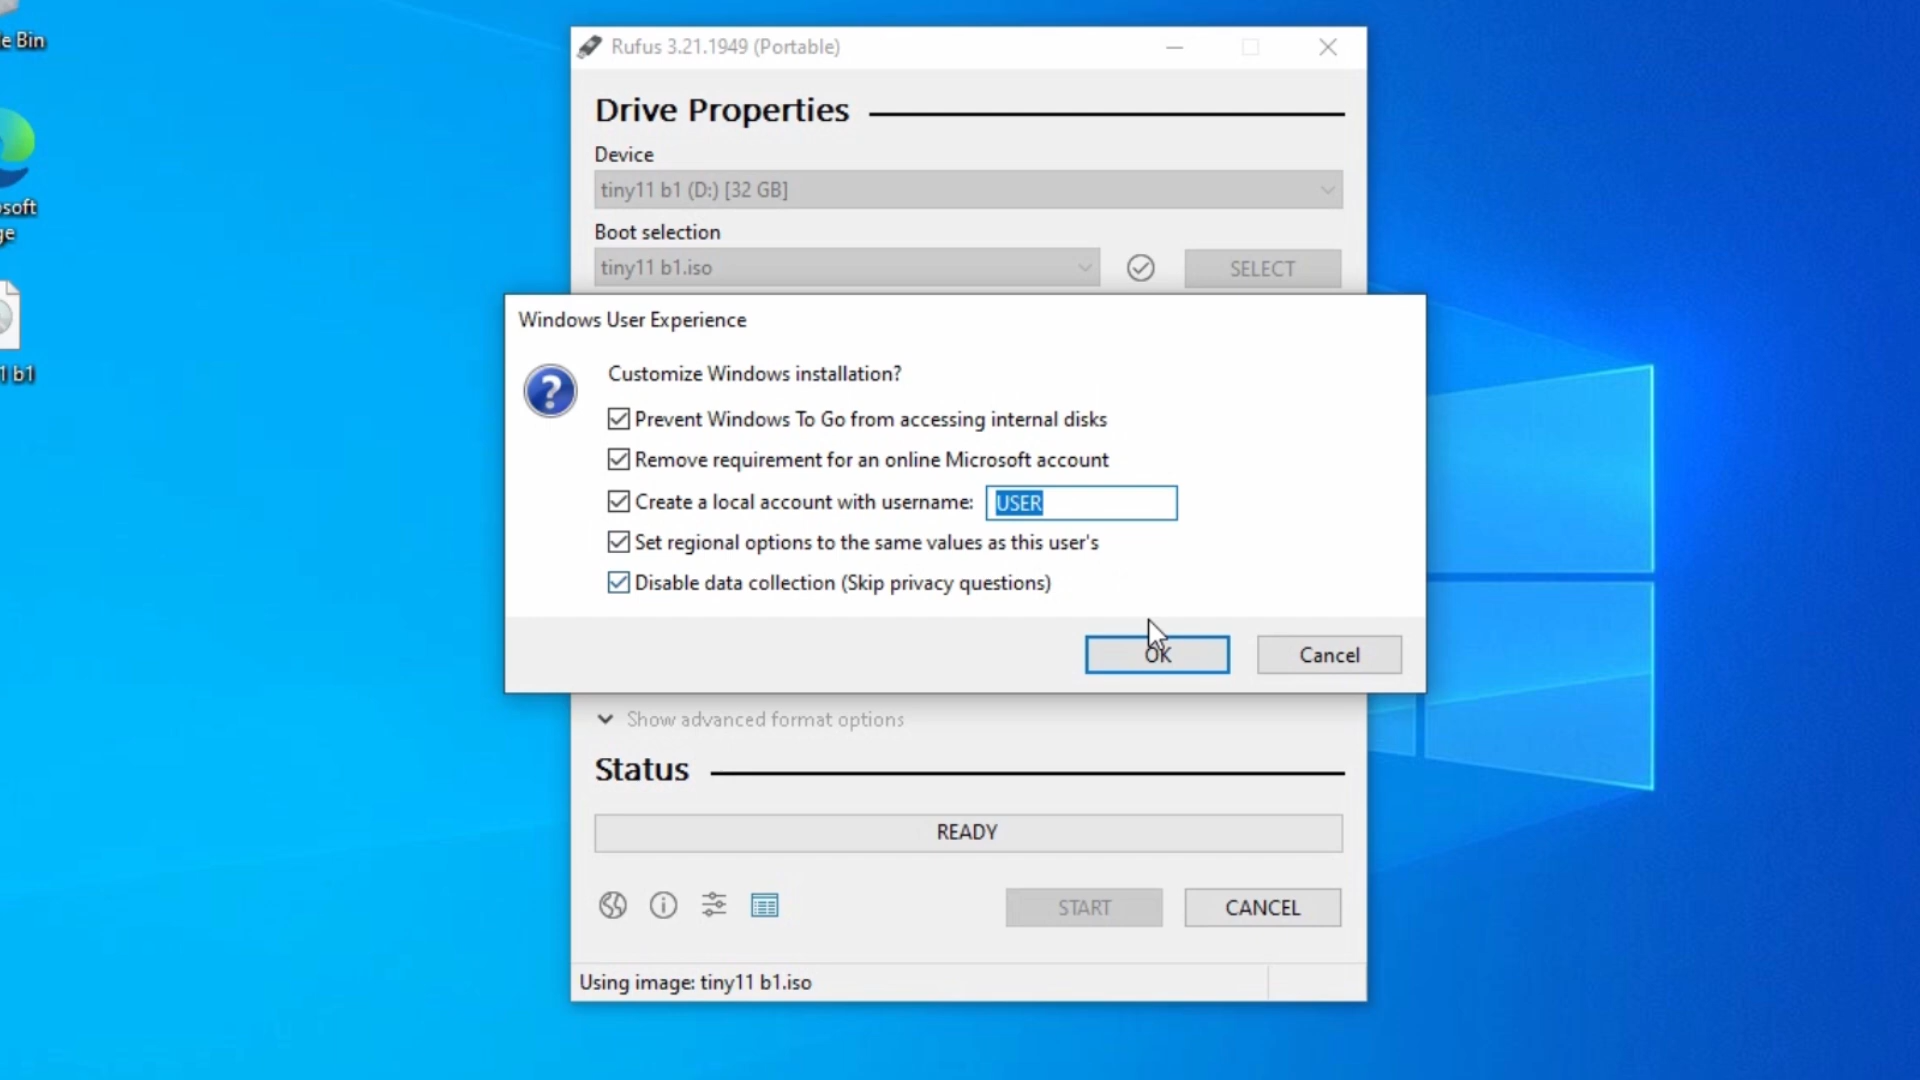 e Bin
osoft
ge
1 b1
Rufus 3.21.1949 (Portable)
Drive Properties
Device
tiny11 b1 (D:) [32 GB]
Boot selection
tiny11 b1.iso
SELECT
Windows User Experience
Customize Windows installation?
Prevent Windows To Go from accessing internal disks
Remove requirement for an online Microsoft account
Create a local account with username: USER
Set regional options to the same values as this user's
Disable data collection (Skip privacy questions)
OK
Cancel
Show advanced format options
Status
READY
START
CANCEL
Using image: tiny11 b1.iso